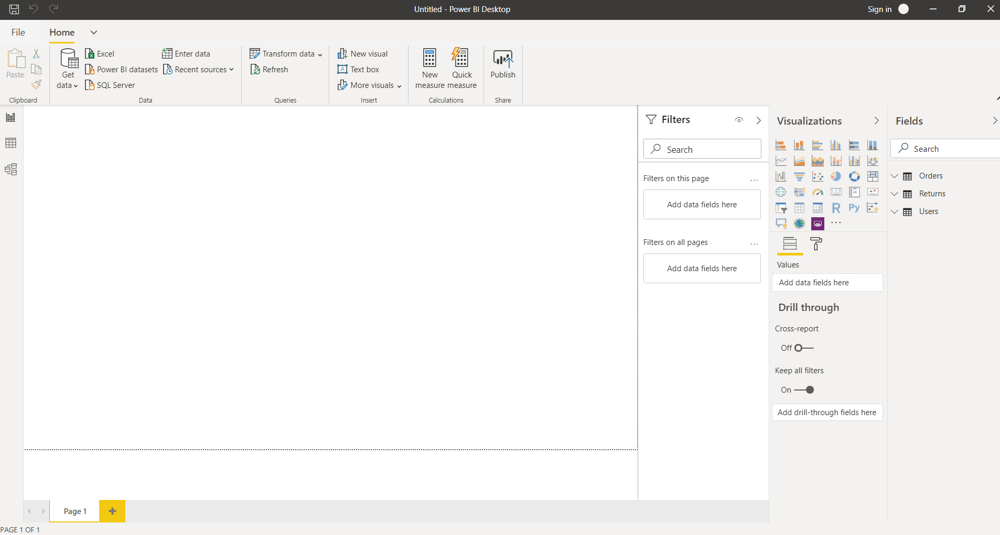 Untitled - Power BI Desktop
Sign in
File
Home
Paste
Clipboard
Get data
Excel
Power BI datasets
SQL Server
Enter data
Recent sources
Data
Transform data
Refresh
Queries
New visual
Text box
More visuals
Insert
New measure
Quick measure
Calculations
Publish
Share
Filters
Search
Filters on this page
...
Add data fields here
Filters on all pages
...
Add data fields here
Visualizations
123
R
Py
...
Values
Add data fields here
Drill through
Cross-report
Off
Keep all filters
On
Add drill-through fields here
Fields
Search
Orders
Returns
Users
Page 1
PAGE 1 OF 1